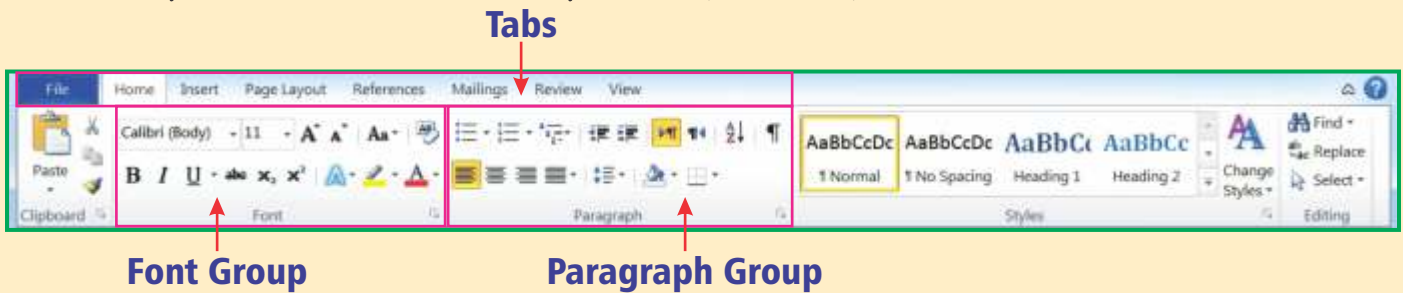 Tabs
File Home Insert Page Layout References Mailings Review View
Calibri (Body) 11 A A Aa
AaBbCcDc AaBbCcDc AaBbCc AaBbCc
Find
Replace
Select
Paste
B I U abc x₂ x² A A
¶ Normal ¶ No Spacing Heading 1 Heading 2
Change
Styles
Clipboard Font Paragraph Styles Editing
Font Group Paragraph Group